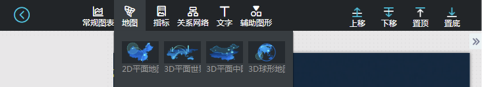 常规图表 地图 指标 关系网络 文字 辅助图形 上移 下移 置顶 置底
2D平面地 3D平面世 3D平面中 3D球形地